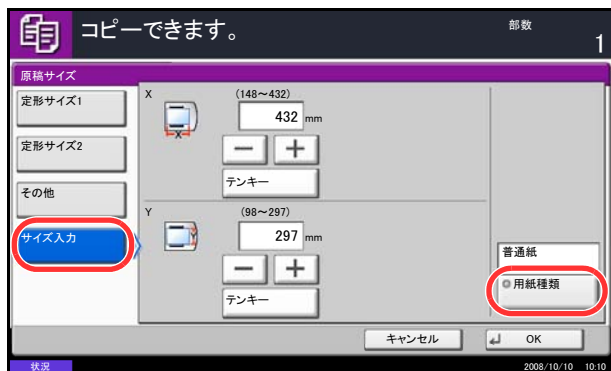 コピーできます。
部数
1
原稿サイズ
定形サイズ1
定形サイズ2
その他
サイズ入力
X
(148～432)
432 mm
テンキー
Y
(98～297)
297 mm
テンキー
普通紙
用紙種類
キャンセル
OK
状況
2008/10/10 10:10